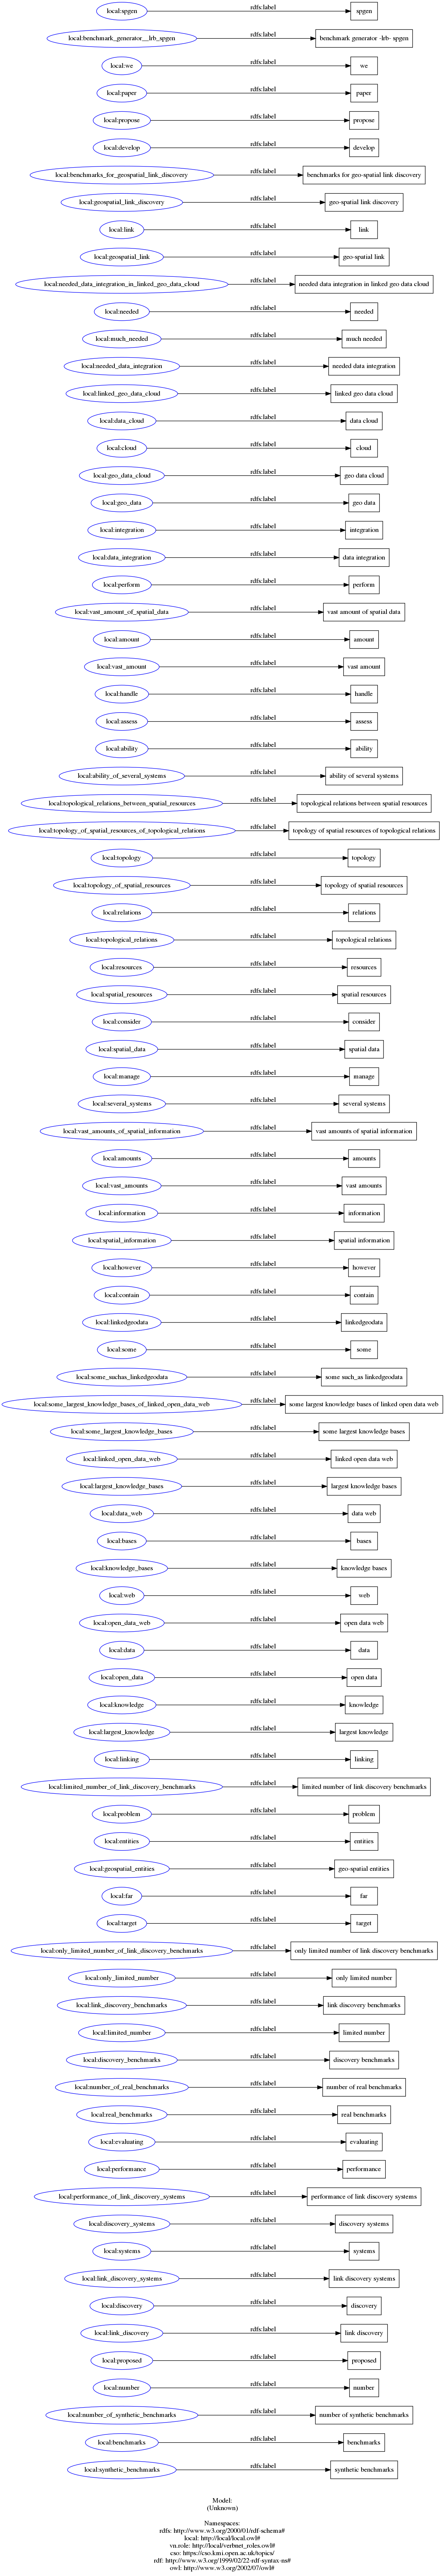 local:spgen rdfs:label spgen
local:benchmark_generator__lrb_spgen rdfs:label benchmark generator -lrb- spgen
local:we rdfs:label we
local:paper rdfs:label paper
local:propose rdfs:label propose
local:develop rdfs:label develop
local:benchmarks_for_geospatial_link_discovery rdfs:label benchmarks for geo-spatial link discovery
local:geospatial_link_discovery rdfs:label geo-spatial link discovery
local:link rdfs:label link
local:geospatial_link rdfs:label geo-spatial link
local:needed_data_integration_in_linked_geo_data_cloud rdfs:label needed data integration in linked geo data cloud
local:needed rdfs:label needed
local:much_needed rdfs:label much needed
local:needed_data_integration rdfs:label needed data integration
local:linked_geo_data_cloud rdfs:label linked geo data cloud
local:data_cloud rdfs:label data cloud
local:cloud rdfs:label cloud
local:geo_data_cloud rdfs:label geo data cloud
local:geo_data rdfs:label geo data
local:integration rdfs:label integration
local:data_integration rdfs:label data integration
local:perform rdfs:label perform
local:vast_amount_of_spatial_data rdfs:label vast amount of spatial data
local:amount rdfs:label amount
local:vast_amount rdfs:label vast amount
local:handle rdfs:label handle
local:assess rdfs:label assess
local:ability rdfs:label ability
local:ability_of_several_systems rdfs:label ability of several systems
local:topological_relations_between_spatial_resources rdfs:label topological relations between spatial resources
local:topology_of_spatial_resources_of_topological_relations rdfs:label topology of spatial resources of topological relations
local:topology rdfs:label topology
local:topology_of_spatial_resources rdfs:label topology of spatial resources
local:relations rdfs:label relations
local:topological_relations rdfs:label topological relations
local:resources rdfs:label resources
local:spatial_resources rdfs:label spatial resources
local:consider rdfs:label consider
local:spatial_data rdfs:label spatial data
local:manage rdfs:label manage
local:several_systems rdfs:label several systems
local:vast_amounts_of_spatial_information rdfs:label vast amounts of spatial information
local:amounts rdfs:label amounts
local:vast_amounts rdfs:label vast amounts
local:information rdfs:label information
local:spatial_information rdfs:label spatial information
local:however rdfs:label however
local:contain rdfs:label contain
local:linkedgeodata rdfs:label linkedgeodata
local:some rdfs:label some
local:some_suchas_linkedgeodata rdfs:label some such_as linkedgeodata
local:some_largest_knowledge_bases_of_linked_open_data_web rdfs:label some largest knowledge bases of linked open data web
local:some_largest_knowledge_bases rdfs:label some largest knowledge bases
local:linked_open_data_web rdfs:label linked open data web
local:largest_knowledge_bases rdfs:label largest knowledge bases
local:data_web rdfs:label data web
local:bases rdfs:label bases
local:knowledge_bases rdfs:label knowledge bases
local:web rdfs:label web
local:open_data_web rdfs:label open data web
local:data rdfs:label data
local:open_data rdfs:label open data
local:knowledge rdfs:label knowledge
local:largest_knowledge rdfs:label largest knowledge
local:linking rdfs:label linking
local:limited_number_of_link_discovery_benchmarks rdfs:label limited number of link discovery benchmarks
local:problem rdfs:label problem
local:entities rdfs:label entities
local:geospatial_entities rdfs:label geo-spatial entities
local:far rdfs:label far
local:target rdfs:label target
local:only_limited_number_of_link_discovery_benchmarks rdfs:label only limited number of link discovery benchmarks
local:only_limited_number rdfs:label only limited number
local:link_discovery_benchmarks rdfs:label link discovery benchmarks
local:limited_number rdfs:label limited number
local:discovery_benchmarks rdfs:label discovery benchmarks
local:number_of_real_benchmarks rdfs:label number of real benchmarks
local:real_benchmarks rdfs:label real benchmarks
local:evaluating rdfs:label evaluating
local:performance rdfs:label performance
local:performance_of_link_discovery_systems rdfs:label performance of link discovery systems
local:discovery_systems rdfs:label discovery systems
local:systems rdfs:label systems
local:link_discovery_systems rdfs:label link discovery systems
local:discovery rdfs:label discovery
local:link_discovery rdfs:label link discovery
local:proposed rdfs:label proposed
local:number rdfs:label number
local:number_of_synthetic_benchmarks rdfs:label number of synthetic benchmarks
local:benchmarks rdfs:label benchmarks
local:synthetic_benchmarks rdfs:label synthetic benchmarks
Model:
(Unknown)
Namespaces:
rdfs: http://www.w3.org/2000/01/rdf-schema#
local: http://local/local.owl#
vn.role: http://local/verbnet_roles.owl#
cso: https://cso.kmi.open.ac.uk/topics/
rdf: http://www.w3.org/1999/02/22-rdf-syntax-ns#
owl: http://www.w3.org/2002/07/owl#